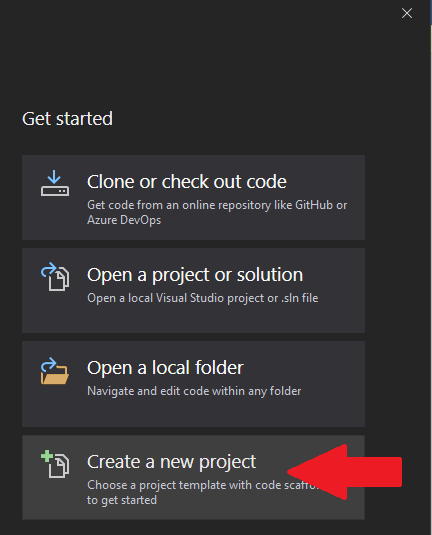 Get started
Clone or check out code
Get code from an online repository like GitHub or
Azure DevOps
Open a project or solution
Open a local Visual Studio project or .sln file
Open a local folder
Navigate and edit code within any folder
Create a new project
Choose a project template with code
to get started